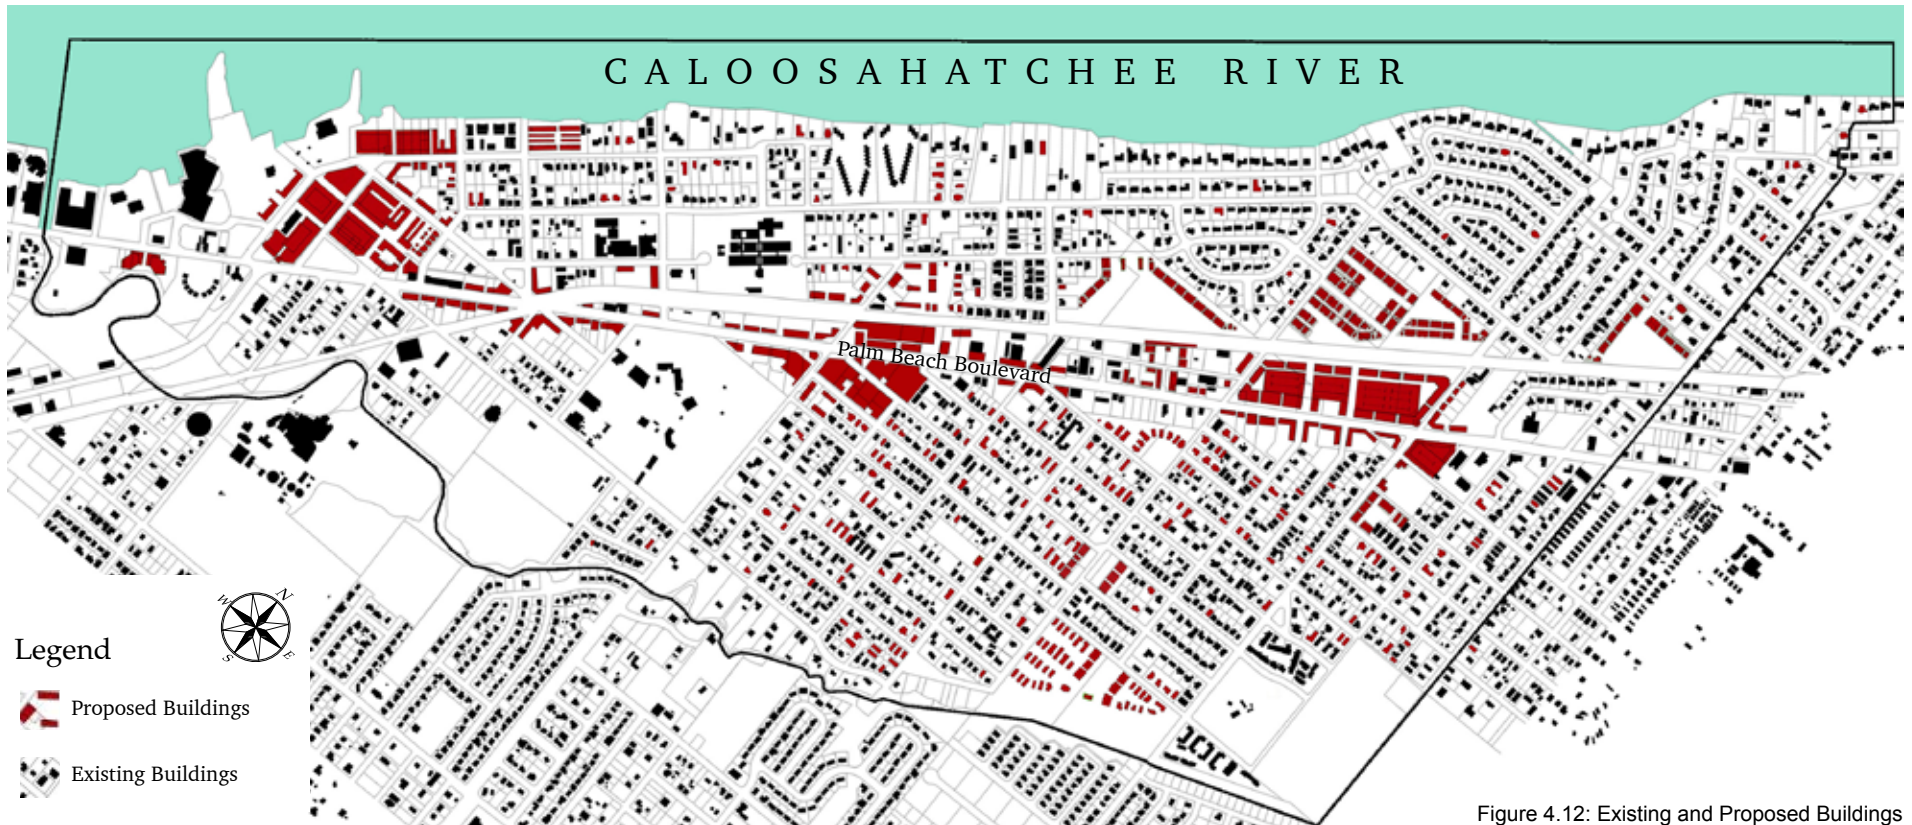 CALOOSAHATCHEE RIVER
Palm Beach Boulevard
N
W
S
E
Legend
Proposed Buildings
Existing Buildings
Figure 4.12: Existing and Proposed Buildings